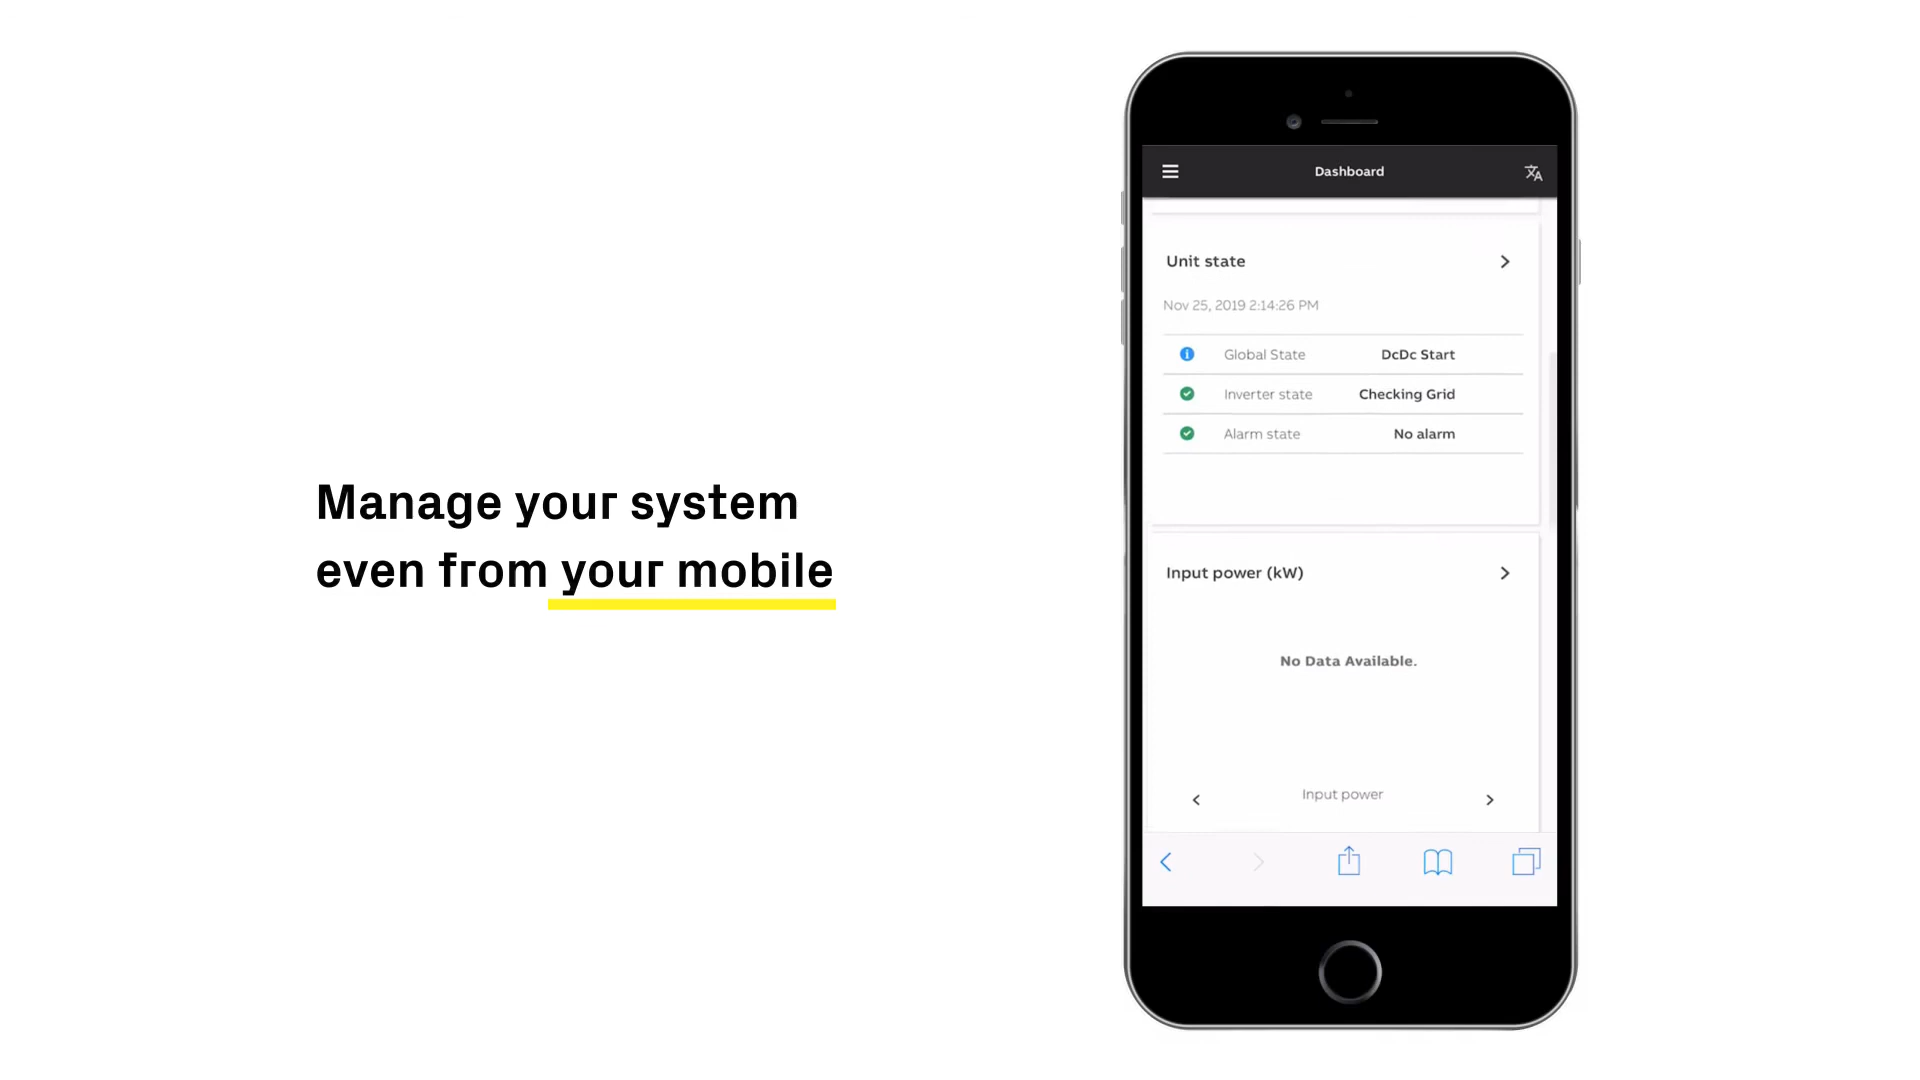 Manage your system
even from your mobile
Dashboard
Unit state
Nov 25, 2019 2:14:26 PM
Global State DcDc Start
Inverter state Checking Grid
Alarm state No alarm
Input power (kW)
No Data Available.
Input power